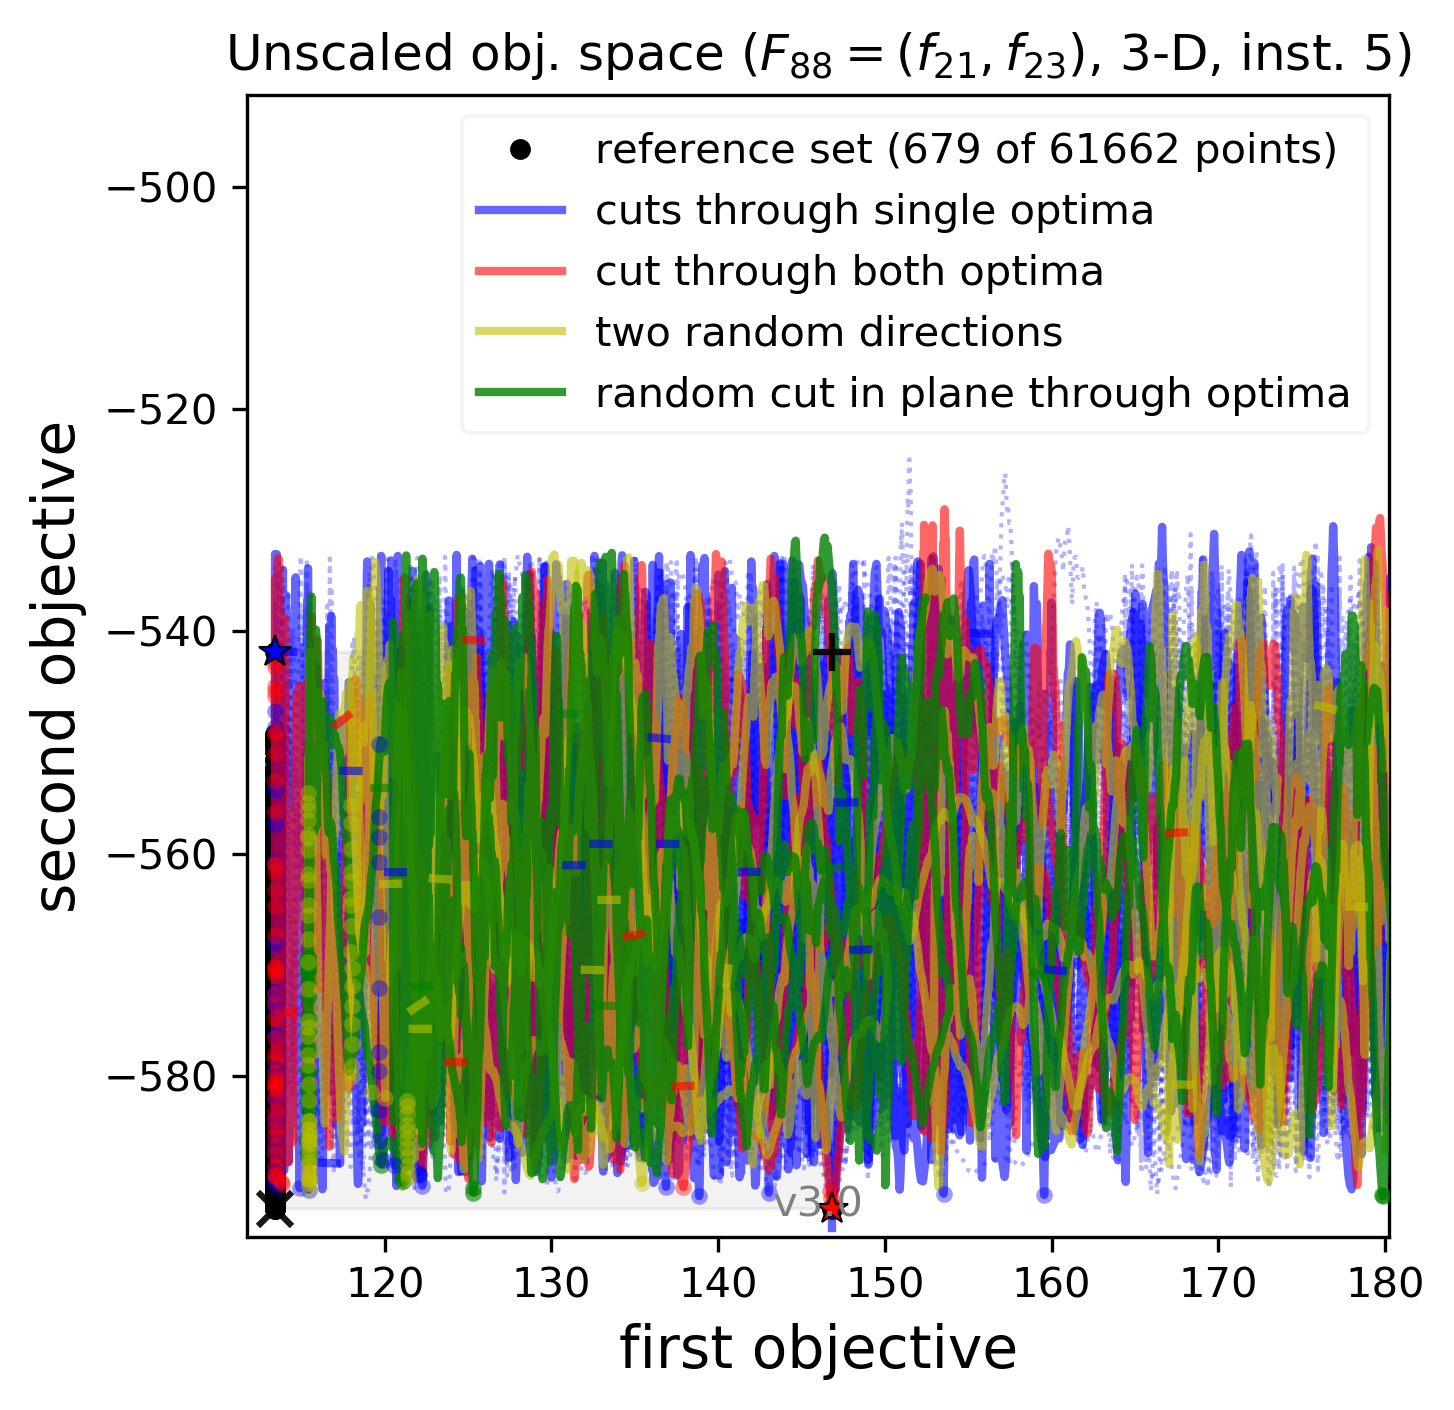 Unscaled obj. space (F₈₈ = (f₂₁, f₂₃), 3-D, inst. 5)
reference set (679 of 61662 points)
cuts through single optima
cut through both optima
two random directions
random cut in plane through optima
−500
−520
−540
−560
−580
second objective
v3.0
120 130 140 150 160 170 180
first objective